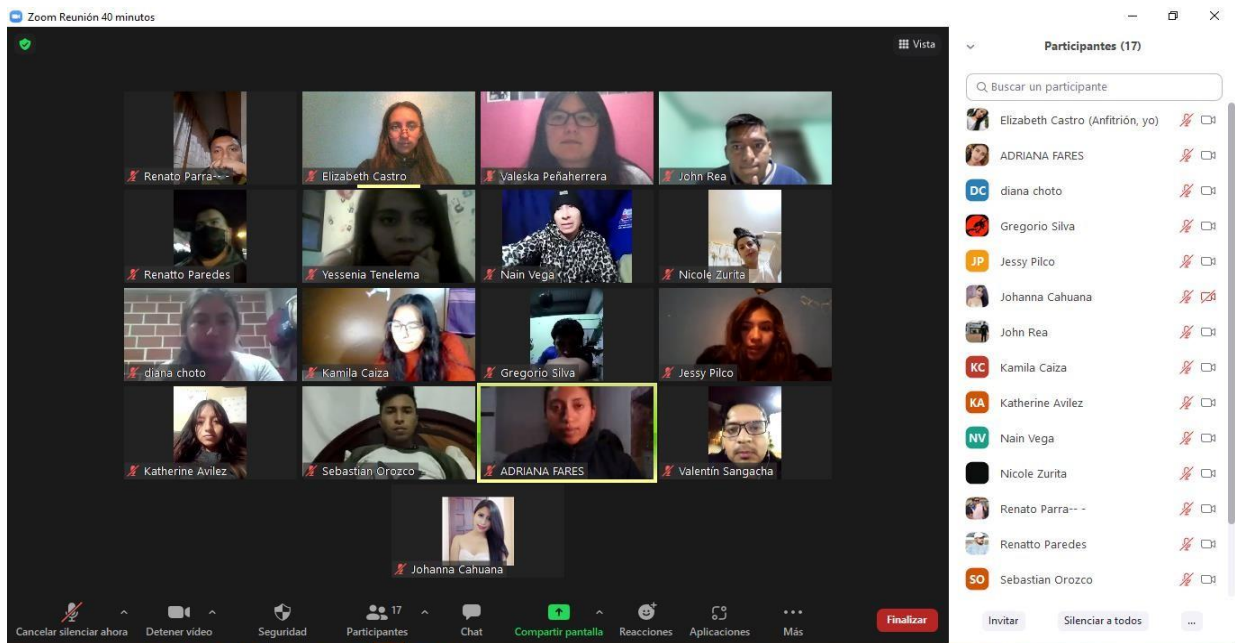 Zoom Reunión 40 minutos
Vista
Renato Parra-- -
Elizabeth Castro
Valeska Peñaherrera
John Rea
Renatto Paredes
Yessenia Tenelema
Nain Vega
Nicole Zurita
diana choto
Kamila Caiza
Gregorio Silva
Jessy Pilco
Katherine Avilez
Sebastian Orozco
ADRIANA FARES
Valentín Sangacha
Johanna Cahuana
Cancelar silenciar ahora
Detener video
Seguridad
17
Participantes
Chat
Compartir pantalla
Reacciones
Aplicaciones
Más
Finalizar
Participantes (17)
Buscar un participante
Elizabeth Castro (Anfitrión, yo)
ADRIANA FARES
DC diana choto
Gregorio Silva
JP Jessy Pilco
Johanna Cahuana
John Rea
KC Kamila Caiza
KA Katherine Avilez
NV Nain Vega
Nicole Zurita
Renato Parra-- -
Renatto Paredes
SO Sebastian Orozco
Invitar
Silenciar a todos
...